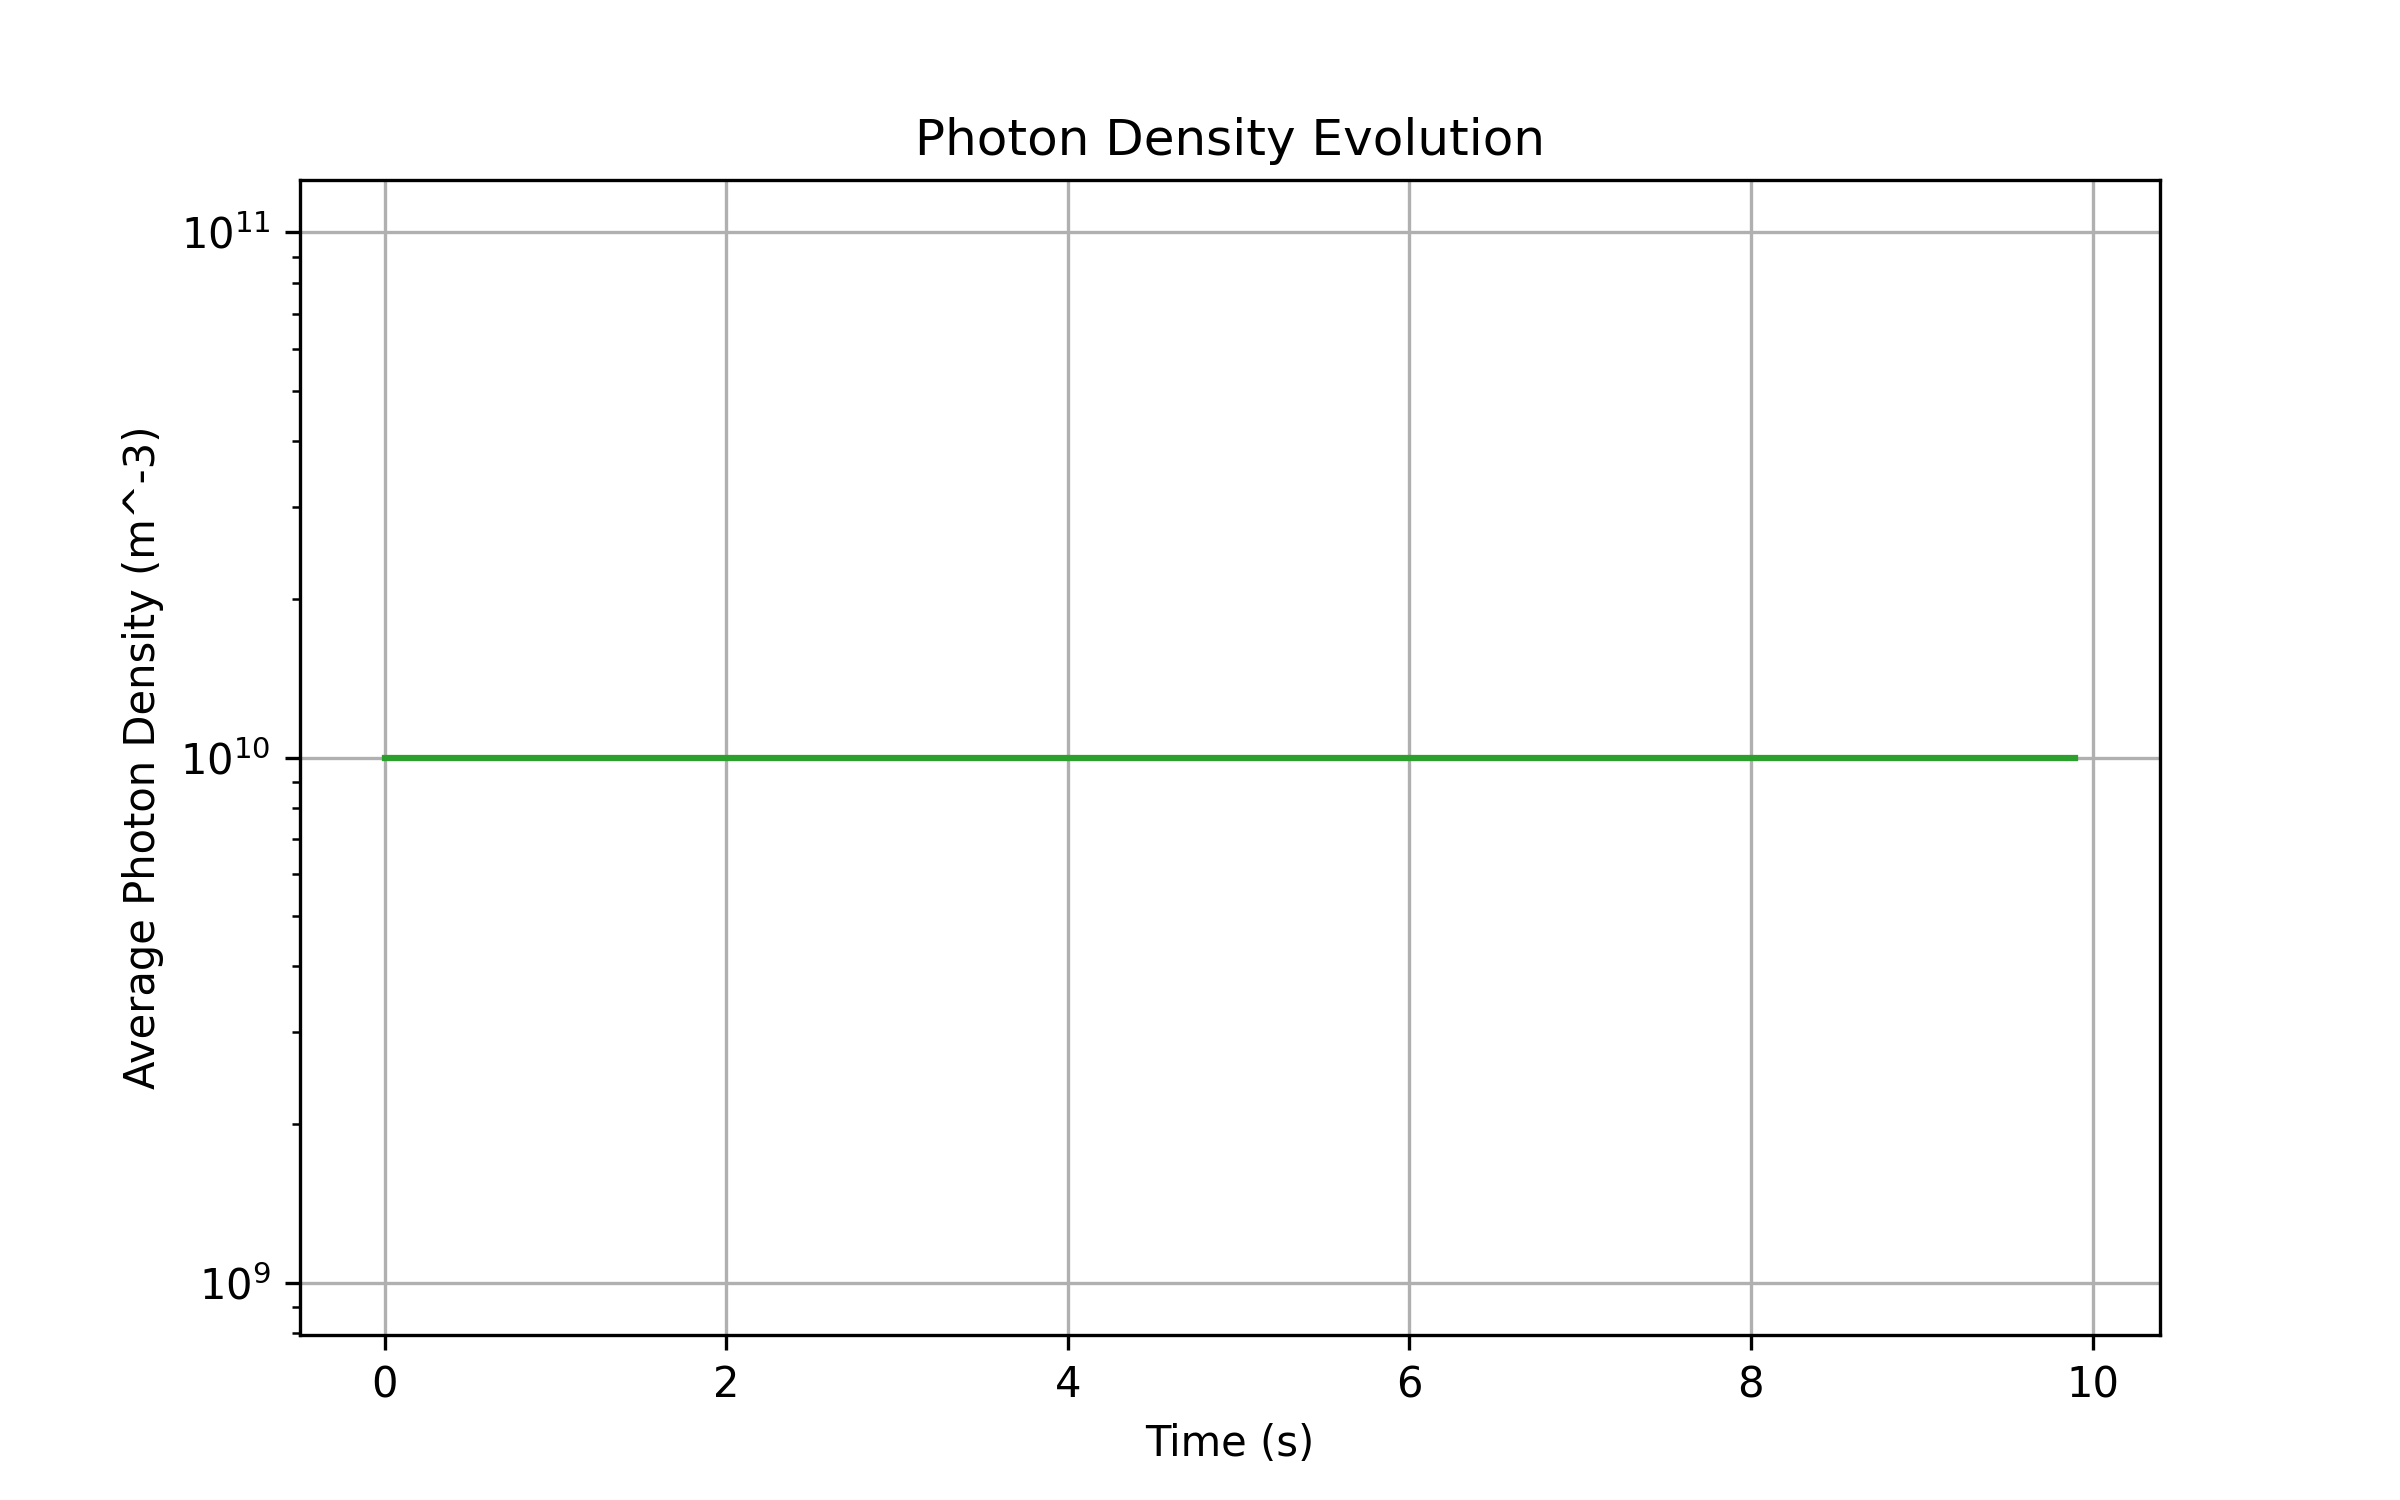 Photon Density Evolution
10¹¹
10¹⁰
10⁹
Average Photon Density (m^-3)
0 2 4 6 8 10
Time (s)